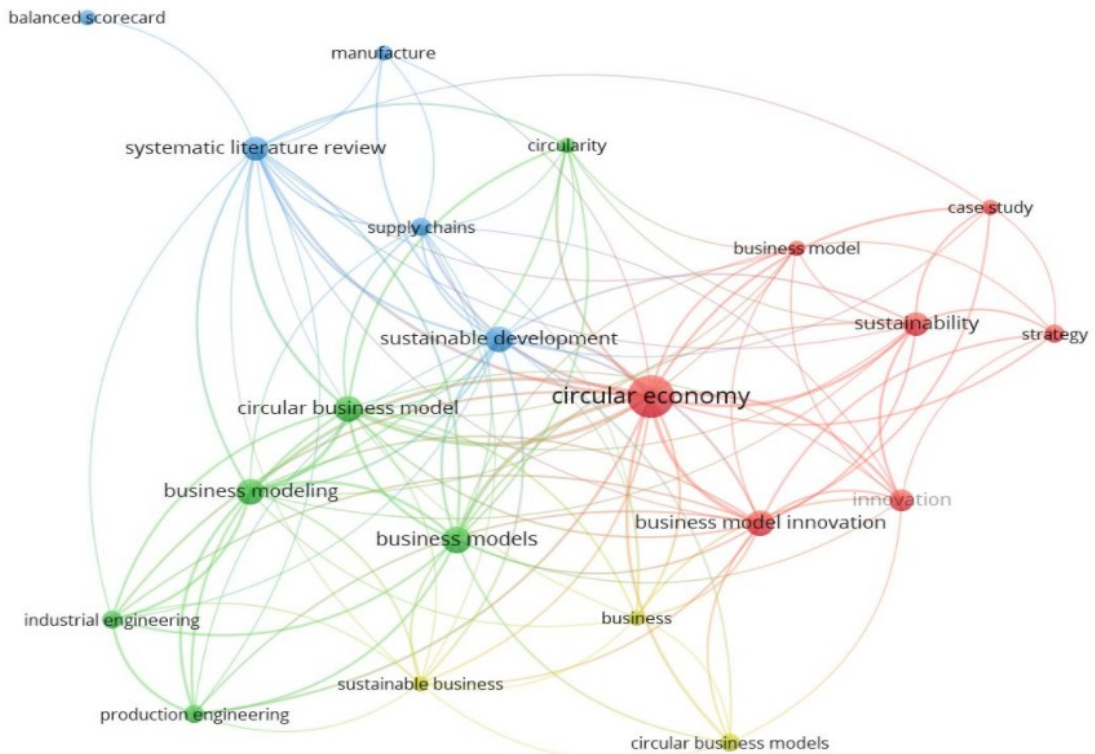 balanced scorecard
manufacture
systematic literature review
circularity
case study
supply chains
business model
sustainability
strategy
sustainable development
circular economy
circular business model
business modeling
innovation
business model innovation
business models
industrial engineering
business
sustainable business
production engineering
circular business models